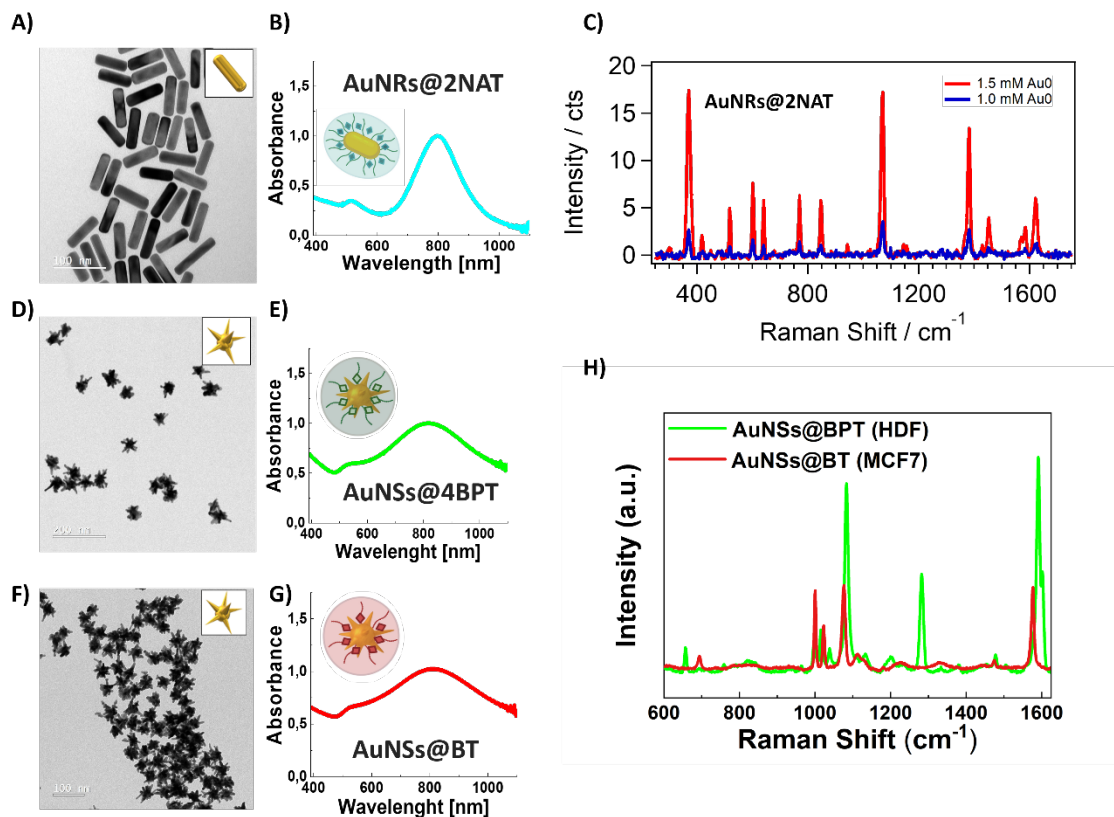 A)
100 nm
B)
1,5
1,0
0,5
0,0
Absorbance
AuNRs@2NAT
400 600 800 1000
Wavelength [nm]
C)
20
15
10
5
0
Intensity / cts
AuNRs@2NAT
1.5 mM Au0
1.0 mM Au0
400 800 1200 1600
Raman Shift / cm-1
D)
200 nm
E)
1,5
1,0
0,5
0,0
Absorbance
AuNSs@4BPT
400 600 800 1000
Wavelenght [nm]
F)
100 nm
G)
1,5
1,0
0,5
0,0
Absorbance
AuNSs@BT
400 600 800 1000
Wavelenght [nm]
H)
Intensity (a.u.)
AuNSs@BPT (HDF)
AuNSs@BT (MCF7)
600 800 1000 1200 1400 1600
Raman Shift (cm-1)